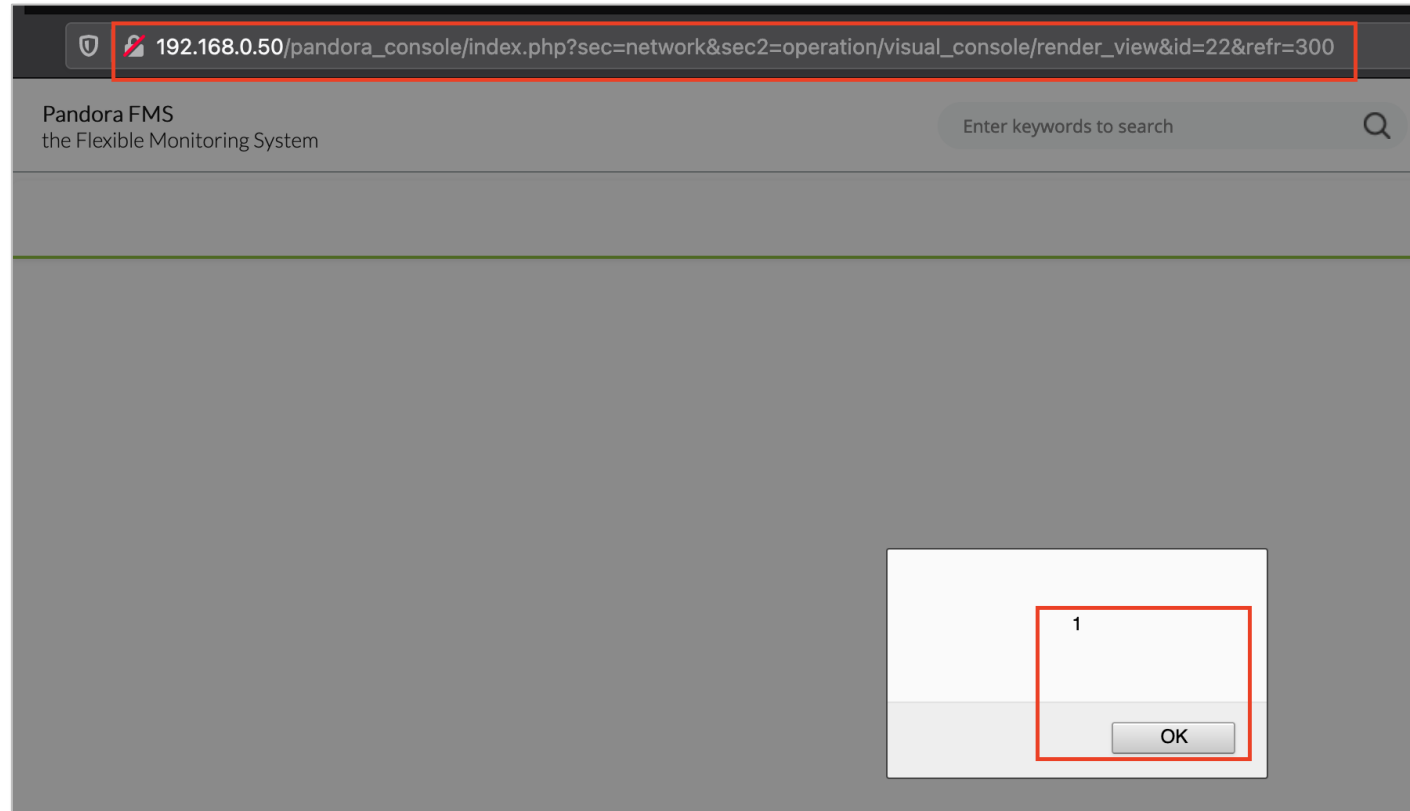 192.168.0.50/pandora_console/index.php?sec=network&sec2=operation/visual_console/render_view&id=22&refr=300
Pandora FMS
the Flexible Monitoring System
Enter keywords to search
1
OK